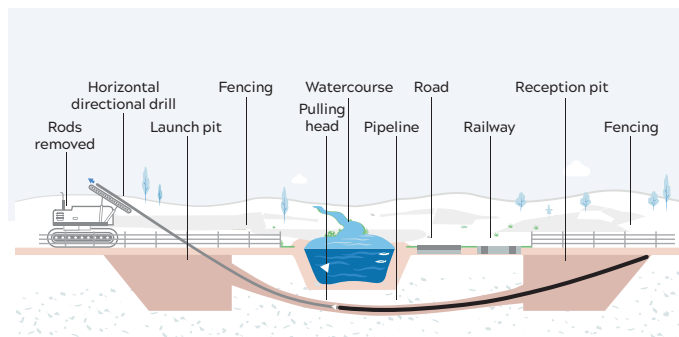 Horizontal
directional drill
Fencing
Watercourse
Road
Reception pit
Rods
removed
Launch pit
Pulling
head
Pipeline
Railway
Fencing